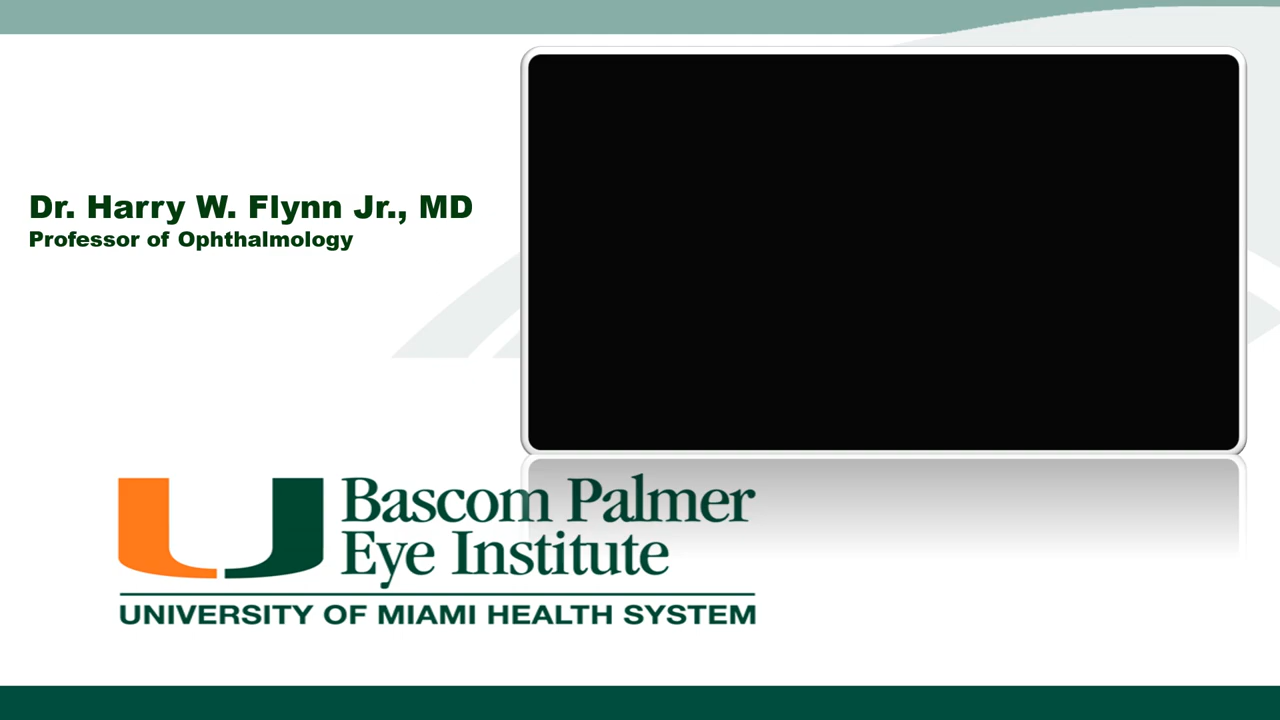 Dr. Harry W. Flynn Jr., MD
Professor of Ophthalmology
Bascom Palmer
Eye Institute
UNIVERSITY OF MIAMI HEALTH SYSTEM